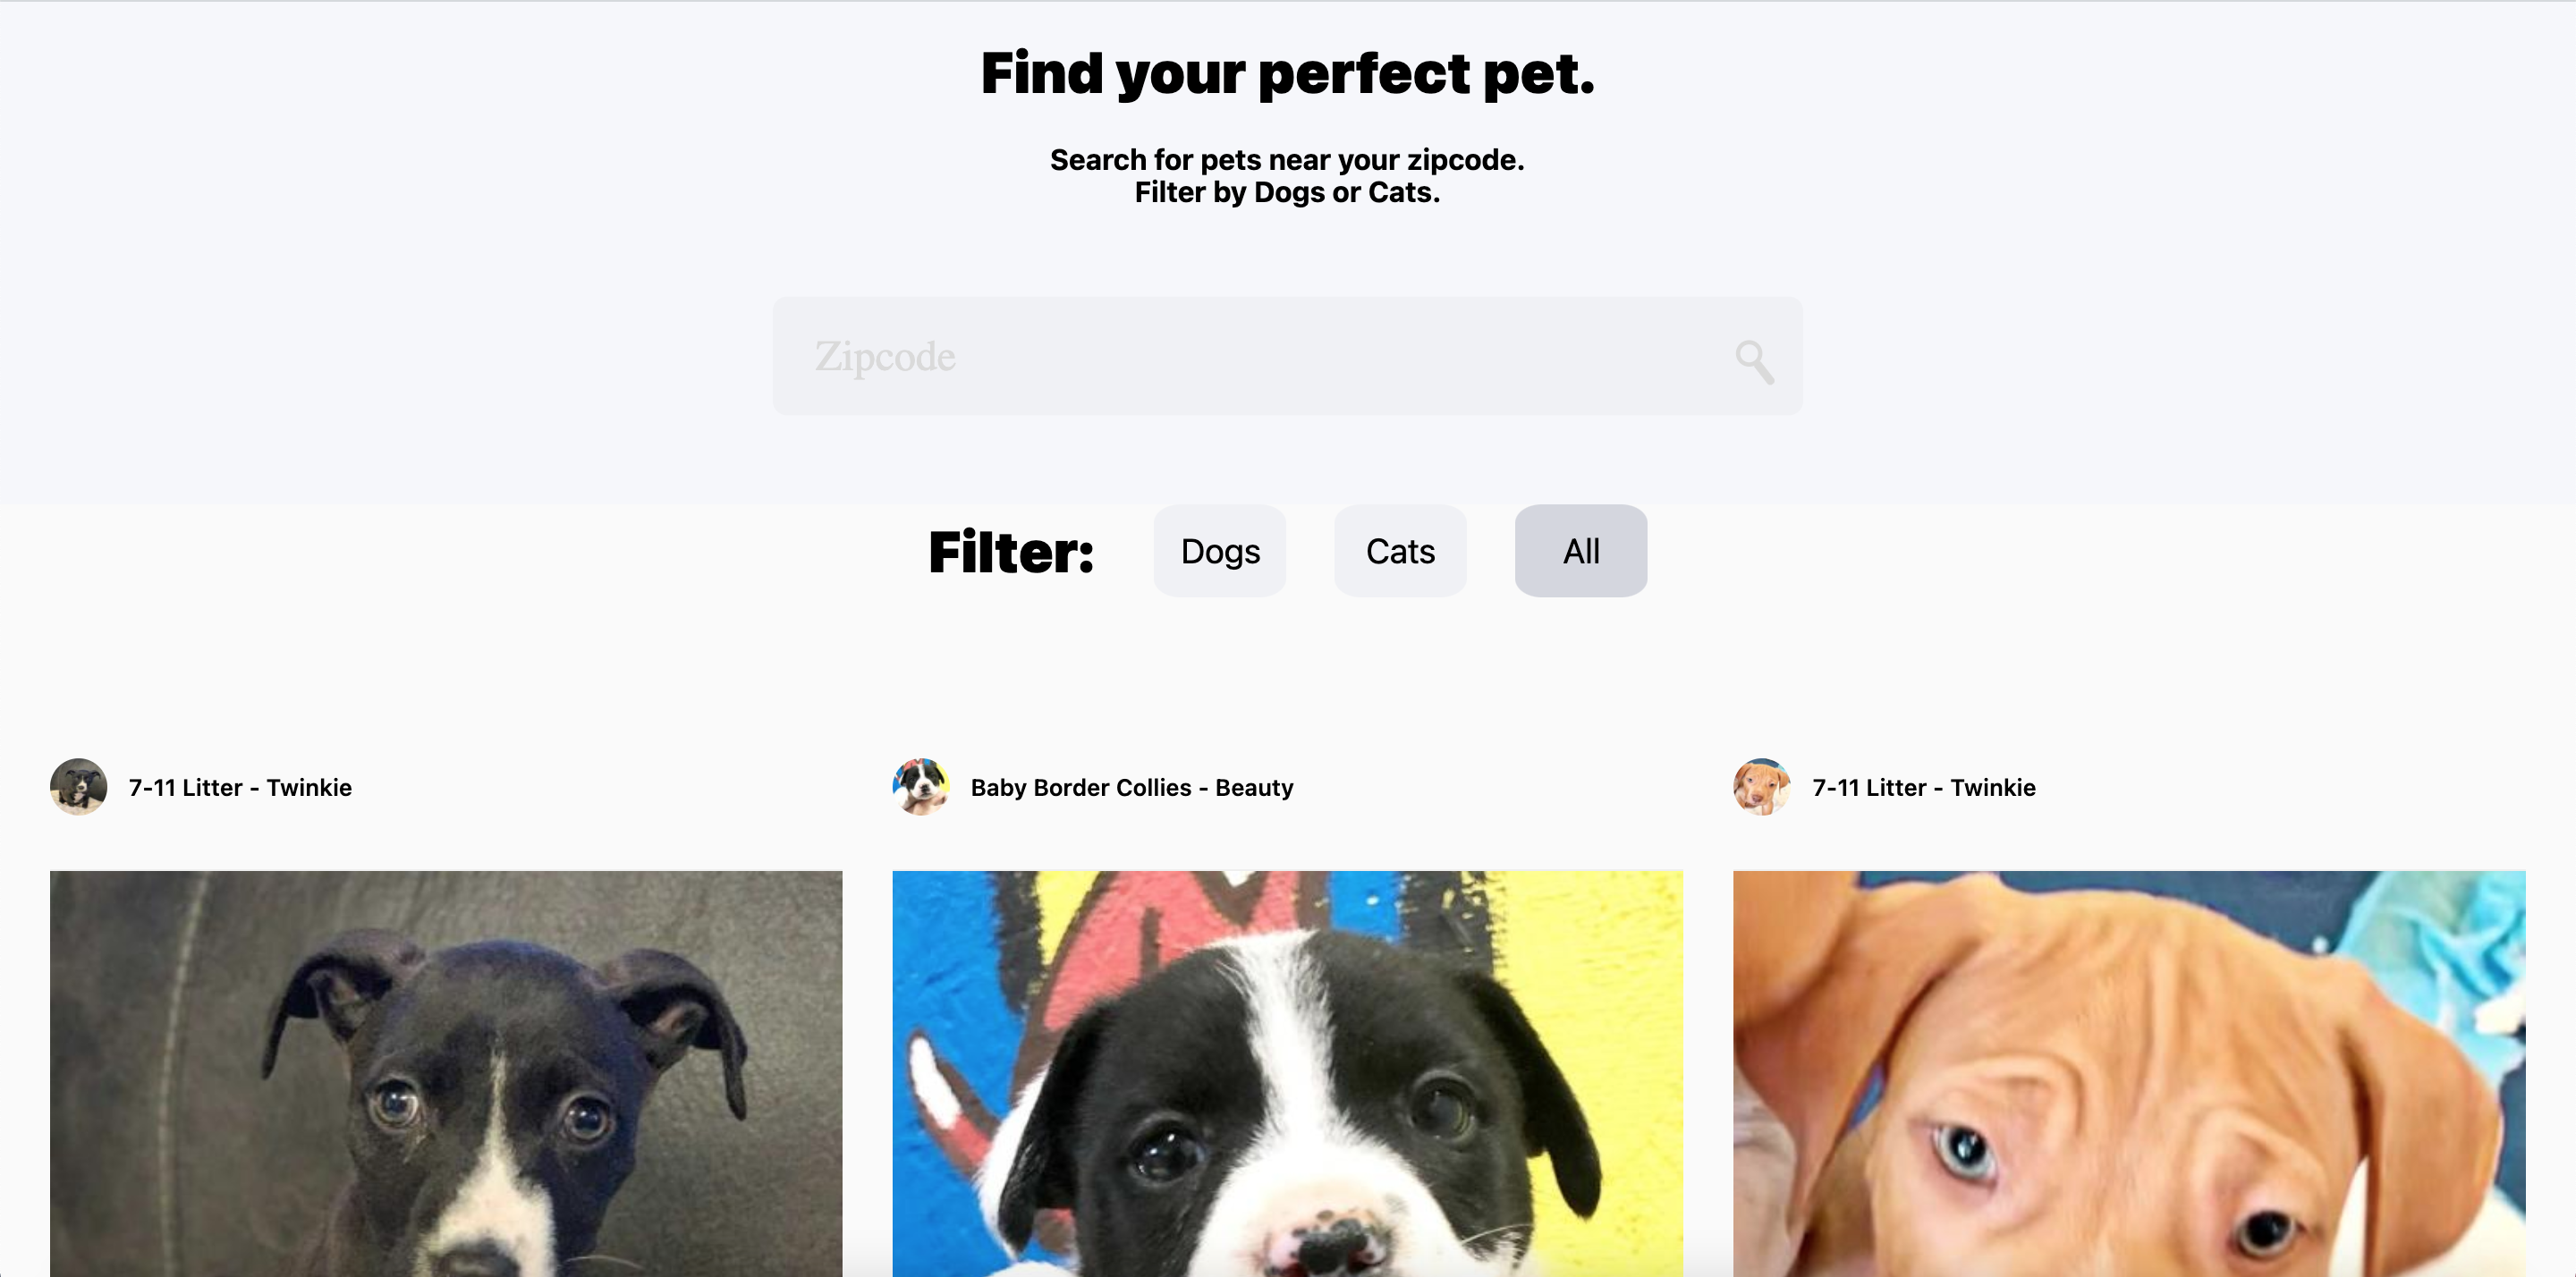 Find your perfect pet.
Search for pets near your zipcode.
Filter by Dogs or Cats.
Zipcode
Filter:
Dogs
Cats
All
7-11 Litter - Twinkie
Baby Border Collies - Beauty
7-11 Litter - Twinkie